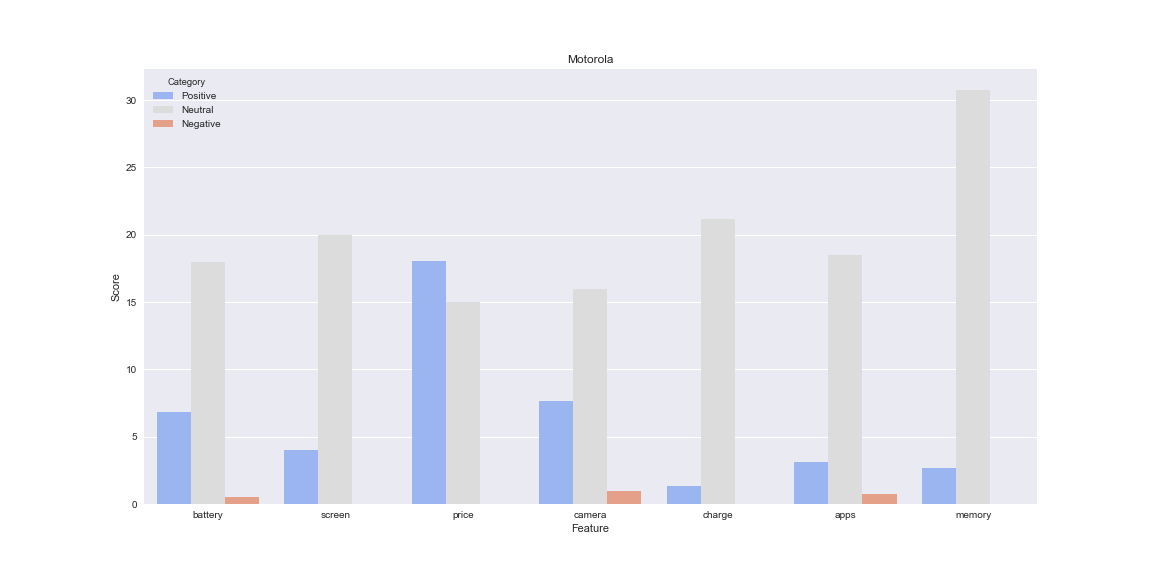 Motorola
Category
Positive
Neutral
Negative
30
25
20
15
10
5
0
Score
battery screen price camera charge apps memory
Feature